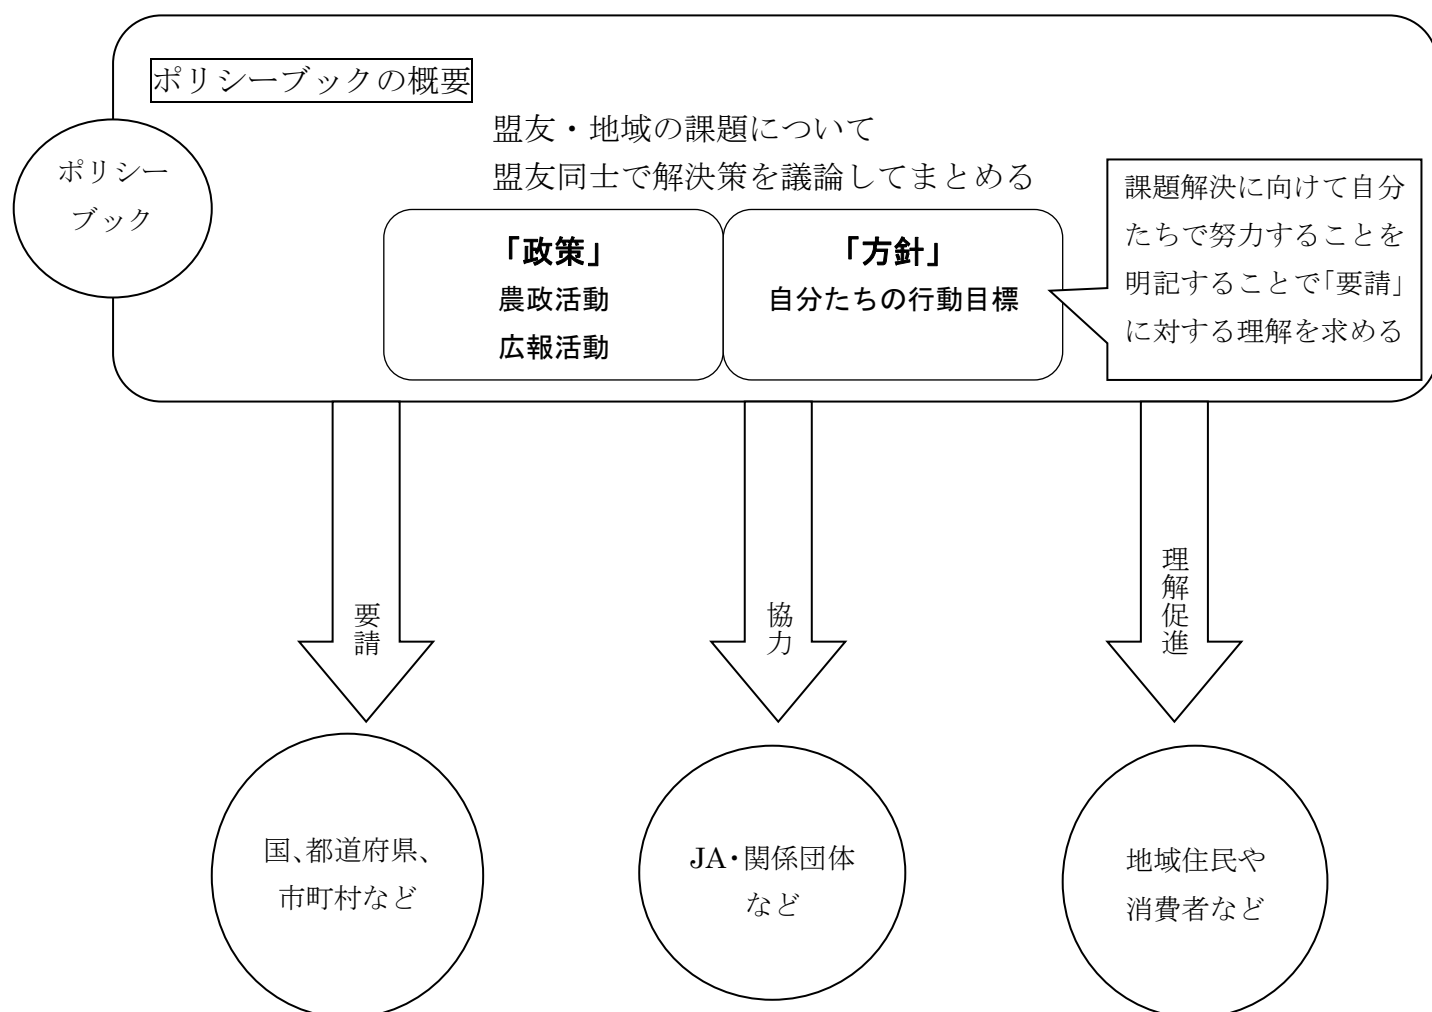 ポリシーブックの概要
ポリシー
ブック
盟友・地域の課題について
盟友同士で解決策を議論してまとめる
「政策」
農政活動
広報活動
「方針」
自分たちの行動目標
課題解決に向けて自分
たちで努力することを
明記することで「要請」
に対する理解を求める
要請
協力
理解促進
国、都道府県、
市町村など
JA・関係団体
など
地域住民や
消費者など